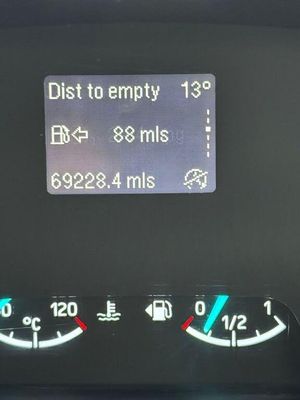 Dist to empty 13°
88 mls
69228.4 mls
120 0 1
°C 1/2